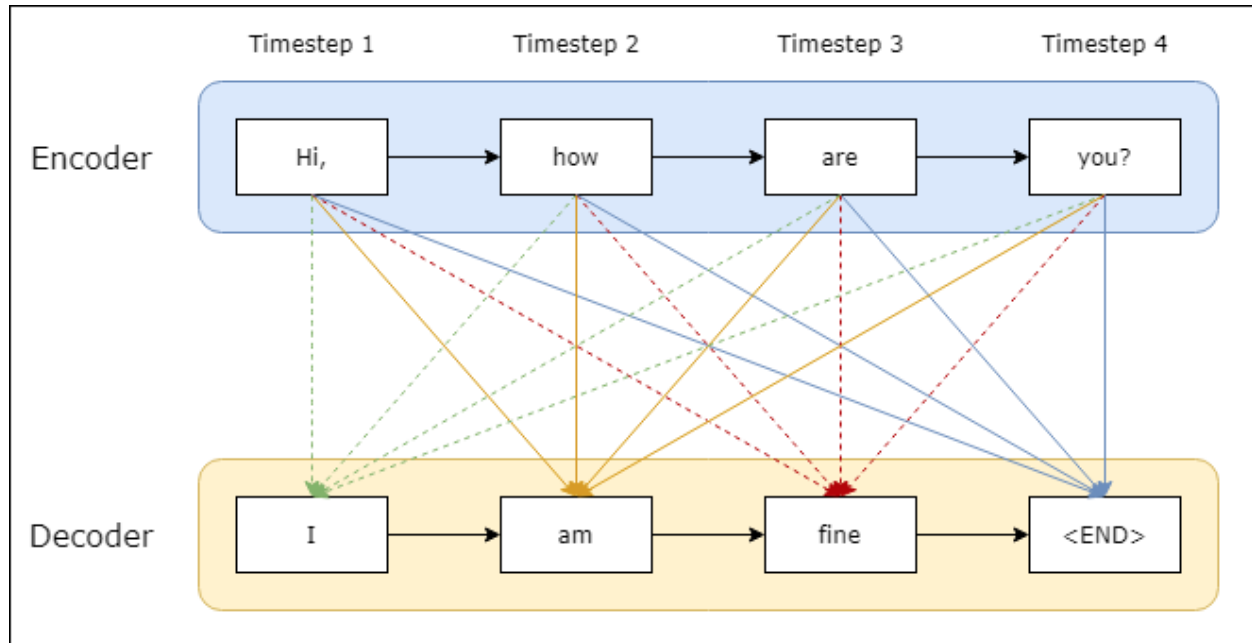 Timestep 1 Timestep 2 Timestep 3 Timestep 4
Encoder Hi, how are you?
Decoder I am fine <END>